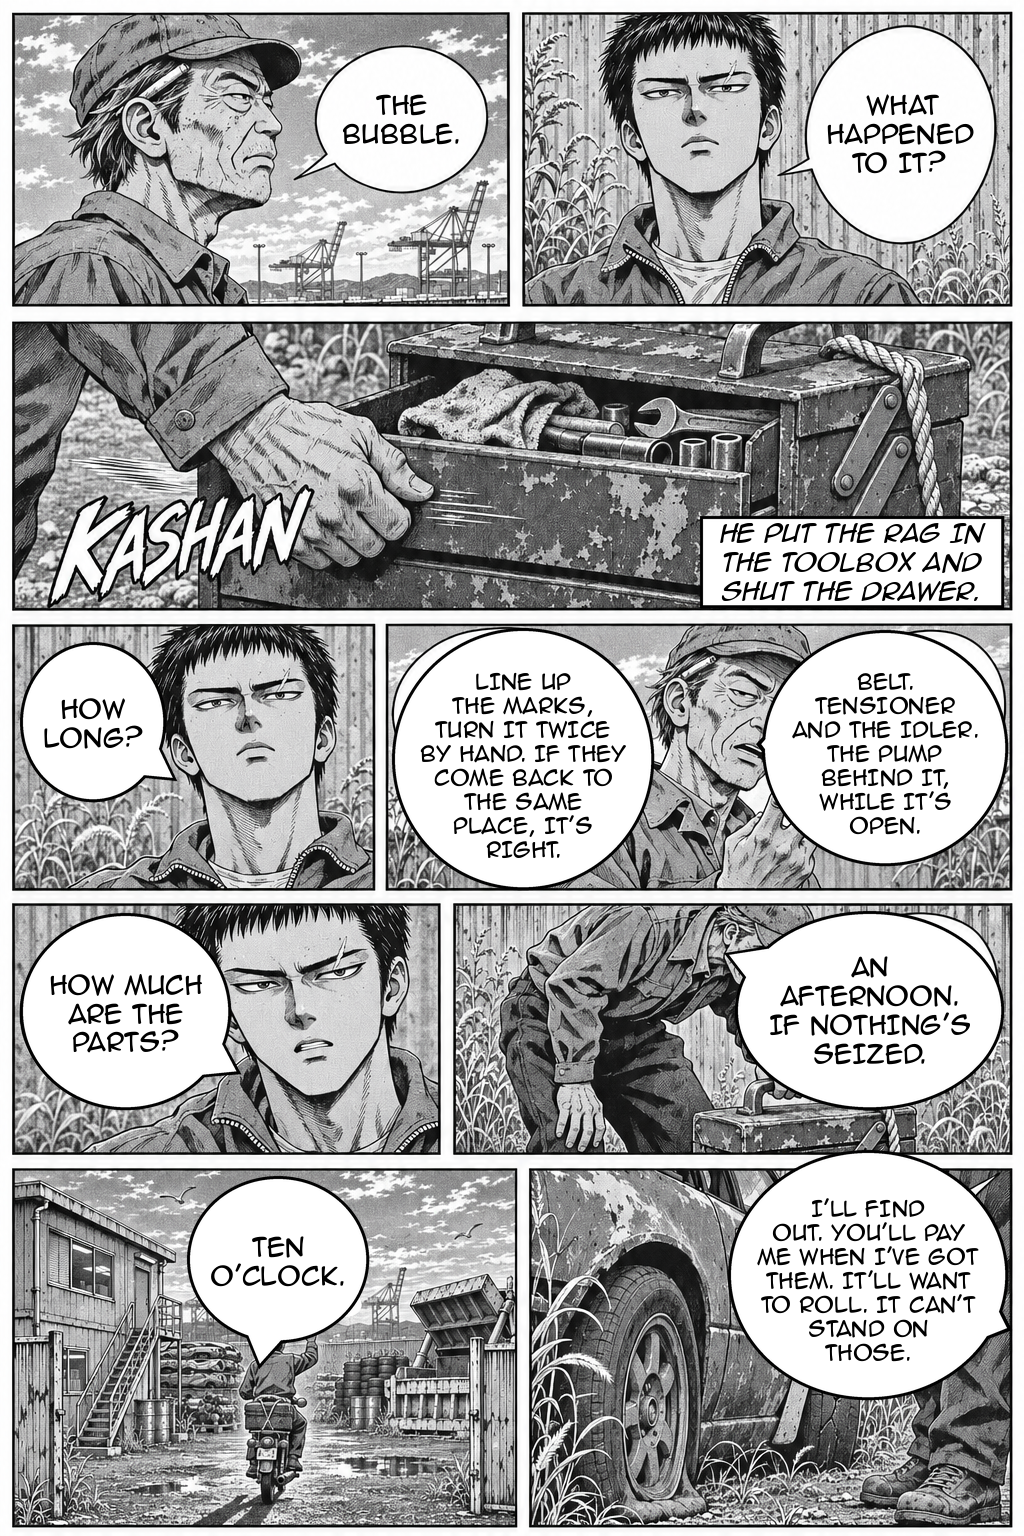 THE
BUBBLE.
WHAT
HAPPENED
TO IT?
KASHAN
HE PUT THE RAG IN
THE TOOLBOX AND
SHUT THE DRAWER.
HOW
LONG?
LINE UP
THE MARKS,
TURN IT TWICE
BY HAND. IF THEY
COME BACK TO
THE SAME
PLACE, IT'S
RIGHT.
BELT.
TENSIONER
AND THE IDLER.
THE PUMP
BEHIND IT,
WHILE IT'S
OPEN.
HOW MUCH
ARE THE
PARTS?
AN
AFTERNOON.
IF NOTHING'S
SEIZED.
TEN
O'CLOCK.
I'LL FIND
OUT. YOU'LL PAY
ME WHEN I'VE GOT
THEM. IT'LL WANT
TO ROLL. IT CAN'T
STAND ON
THOSE.